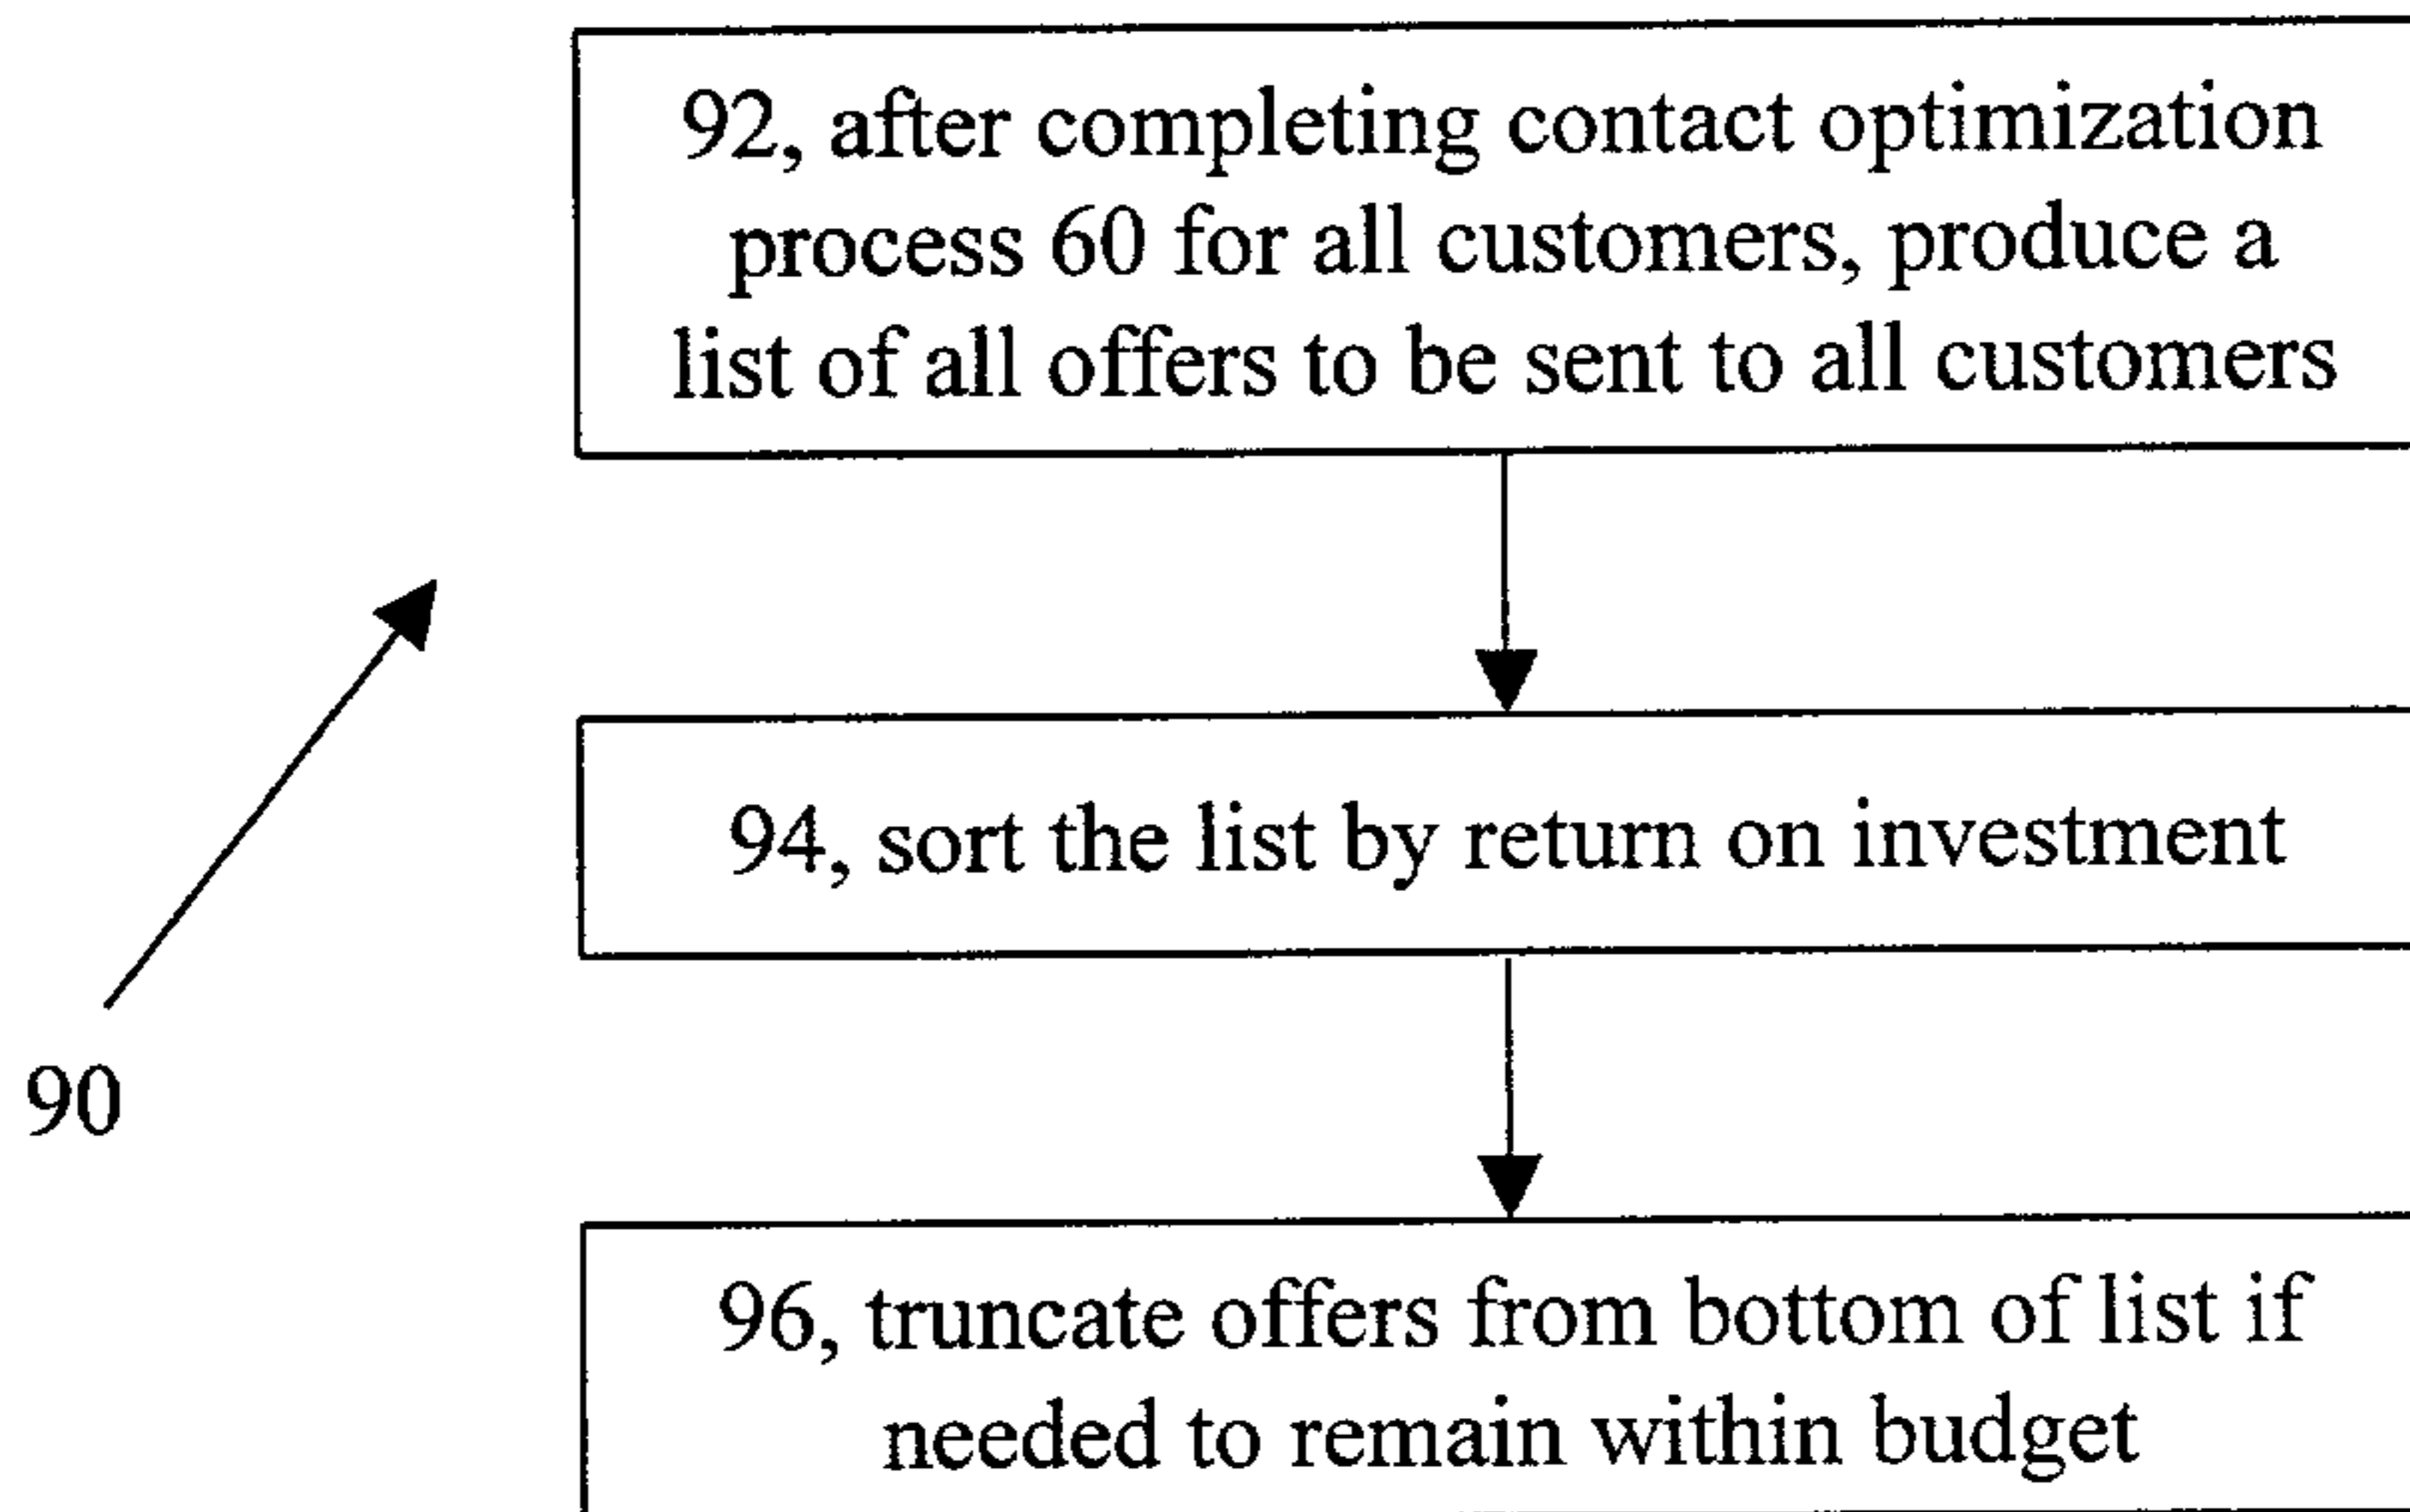 92, after completing contact optimization
process 60 for all customers, produce a
list of all offers to be sent to all customers
94, sort the list by return on investment
90
96, truncate offers from bottom of list if
needed to remain within budget